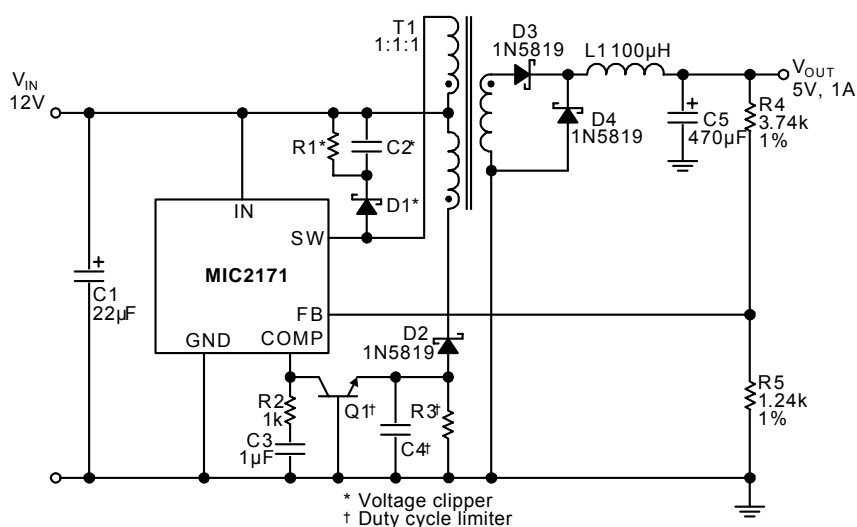 T1
1:1:1
D3
1N5819
L1 100µH
VIN
12V
VOUT
5V, 1A
R1*
C2*
D4
1N5819
C5
470µF
R4
3.74k
1%
D1*
IN
SW
MIC2171
C1
22µF
FB
GND
COMP
D2
1N5819
R2
1k
Q1†
R3†
C4†
C3
1µF
R5
1.24k
1%
* Voltage clipper
† Duty cycle limiter